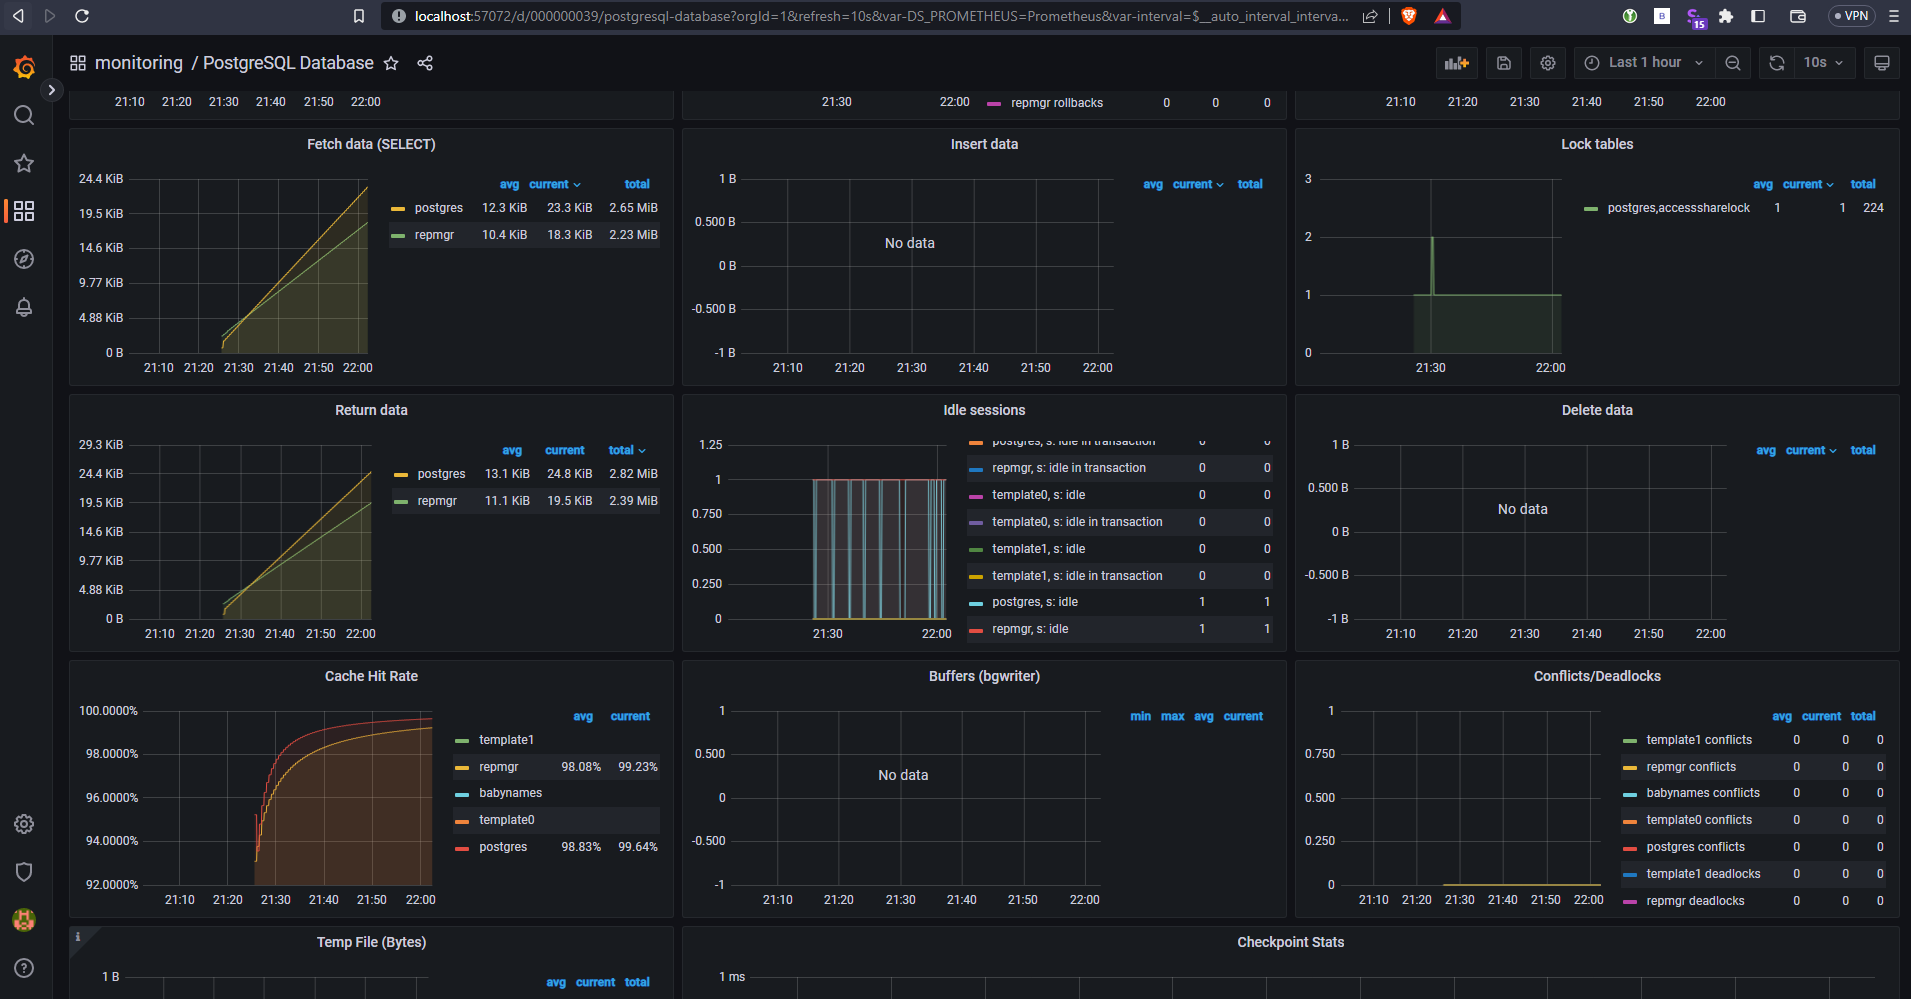 localhost:57072/d/000000039/postgresql-database?orgId=1&refresh=10s&var-DS_PROMETHEUS=Prometheus&var-interval=$__auto_interval_interva...
B
15
VPN
monitoring / PostgreSQL Database
Last 1 hour
10s
21:10 21:20 21:30 21:40 21:50 22:00
21:30 22:00
repmgr rollbacks 0 0 0
21:10 21:20 21:30 21:40 21:50 22:00
Fetch data (SELECT)
24.4 KiB
19.5 KiB
14.6 KiB
9.77 KiB
4.88 KiB
0 B
21:10 21:20 21:30 21:40 21:50 22:00
avg current total
postgres 12.3 KiB 23.3 KiB 2.65 MiB
repmgr 10.4 KiB 18.3 KiB 2.23 MiB
Insert data
1 B
0.500 B
0 B
-0.500 B
-1 B
No data
21:10 21:20 21:30 21:40 21:50 22:00
avg current total
Lock tables
3
2
1
0
21:30 22:00
avg current total
postgres,accesssharelock 1 1 224
Return data
29.3 KiB
24.4 KiB
19.5 KiB
14.6 KiB
9.77 KiB
4.88 KiB
0 B
21:10 21:20 21:30 21:40 21:50 22:00
avg current total
postgres 13.1 KiB 24.8 KiB 2.82 MiB
repmgr 11.1 KiB 19.5 KiB 2.39 MiB
Idle sessions
1.25
1
0.750
0.500
0.250
0
21:30 22:00
postgres, s: idle in transaction 0 0
repmgr, s: idle in transaction 0 0
template0, s: idle 0 0
template0, s: idle in transaction 0 0
template1, s: idle 0 0
template1, s: idle in transaction 0 0
postgres, s: idle 1 1
repmgr, s: idle 1 1
Delete data
1 B
0.500 B
0 B
-0.500 B
-1 B
No data
21:10 21:20 21:30 21:40 21:50 22:00
avg current total
Cache Hit Rate
100.0000%
98.0000%
96.0000%
94.0000%
92.0000%
21:10 21:20 21:30 21:40 21:50 22:00
avg current
template1
repmgr 98.08% 99.23%
babynames
template0
postgres 98.83% 99.64%
Buffers (bgwriter)
1
0.500
0
-0.500
-1
No data
21:10 21:20 21:30 21:40 21:50 22:00
min max avg current
Conflicts/Deadlocks
1
0.750
0.500
0.250
0
21:10 21:20 21:30 21:40 21:50 22:00
avg current total
template1 conflicts 0 0 0
repmgr conflicts 0 0 0
babynames conflicts 0 0 0
template0 conflicts 0 0 0
postgres conflicts 0 0 0
template1 deadlocks 0 0 0
repmgr deadlocks 0 0 0
i
Temp File (Bytes)
1 B
avg current total
Checkpoint Stats
1 ms